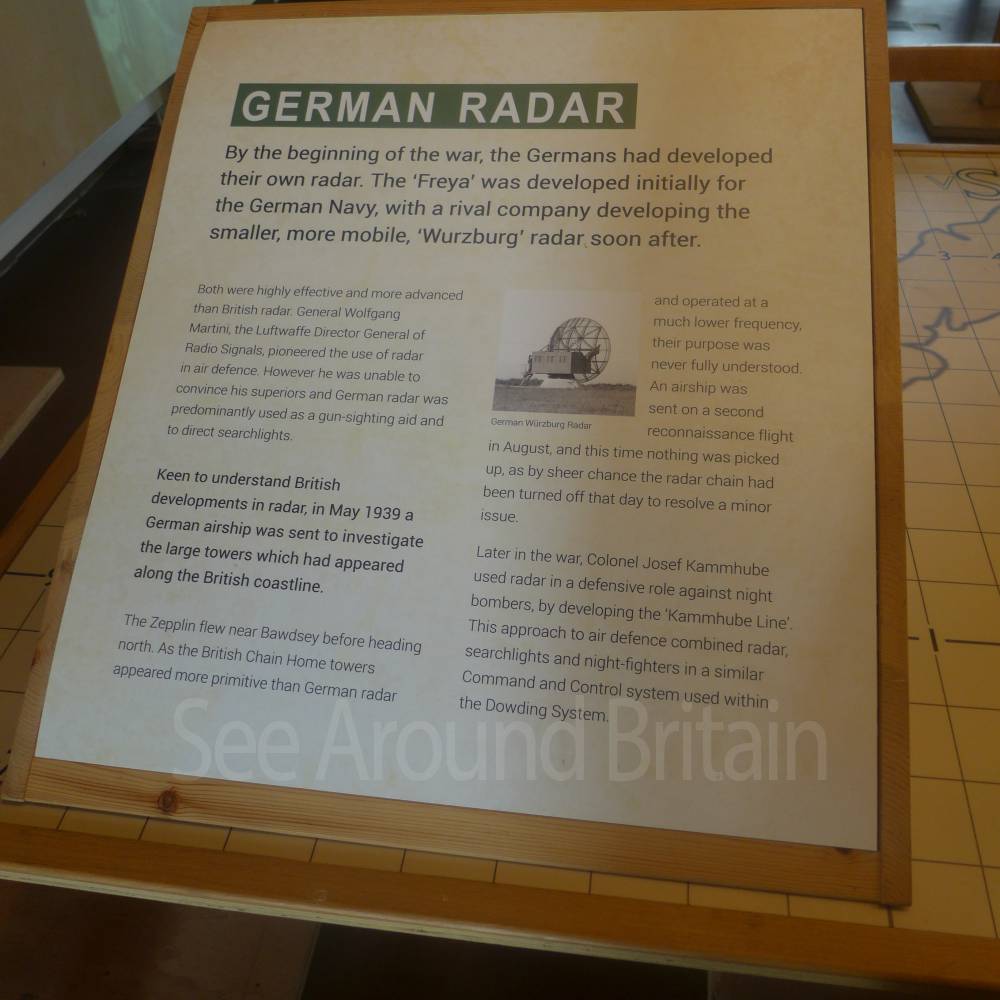 GERMAN RADAR
By the beginning of the war, the Germans had developed
their own radar. The ‘Freya’ was developed initially for
the German Navy, with a rival company developing the
smaller, more mobile, ‘Wurzburg’ radar soon after.
Both were highly effective and more advanced
than British radar. General Wolfgang
Martini, the Luftwaffe Director General of
Radio Signals, pioneered the use of radar
in air defence. However he was unable to
convince his superiors and German radar was
predominantly used as a gun-sighting aid and
to direct searchlights.
Keen to understand British
developments in radar, in May 1939 a
German airship was sent to investigate
the large towers which had appeared
along the British coastline.
The Zepplin flew near Bawdsey before heading
north. As the British Chain Home towers
appeared more primitive than German radar
German Würzburg Radar
and operated at a
much lower frequency,
their purpose was
never fully understood.
An airship was
sent on a second
reconnaissance flight
in August, and this time nothing was picked
up, as by sheer chance the radar chain had
been turned off that day to resolve a minor
issue.
Later in the war, Colonel Josef Kammhube
used radar in a defensive role against night
bombers, by developing the ‘Kammhube Line’.
This approach to air defence combined radar,
searchlights and night-fighters in a similar
Command and Control system used within
the Dowding System.
See Around Britain
3